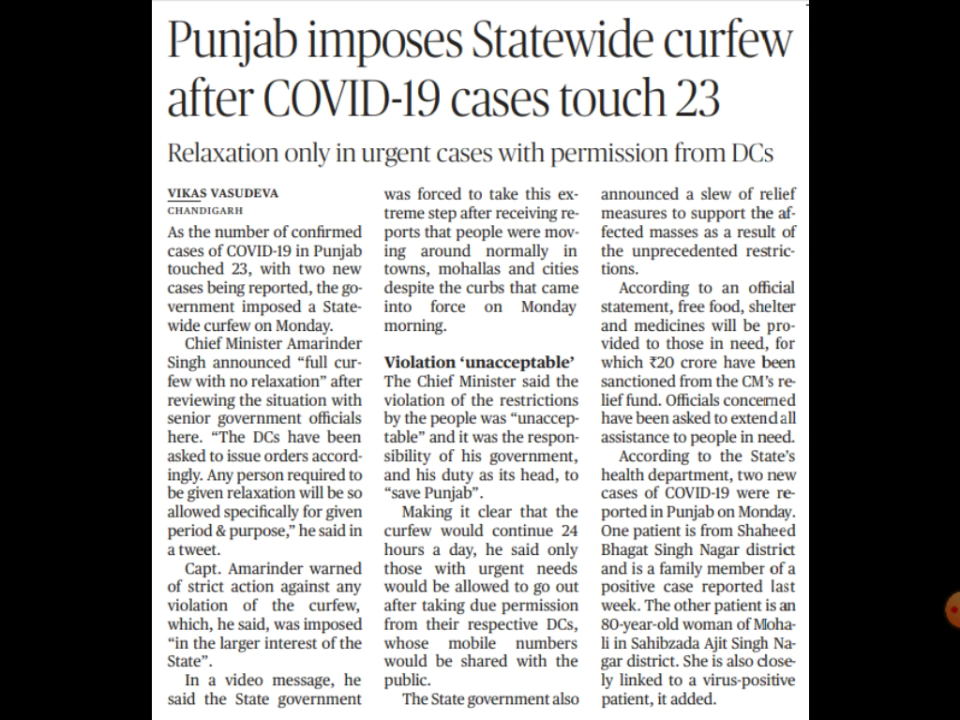 Punjab imposes Statewide curfew
after COVID-19 cases touch 23
Relaxation only in urgent cases with permission from DCs
VIKAS VASUDEVA
CHANDIGARH
As the number of confirmed
cases of COVID-19 in Punjab
touched 23, with two new
cases being reported, the go-
vernment imposed a State-
wide curfew on Monday.
Chief Minister Amarinder
Singh announced “full cur-
few with no relaxation” after
reviewing the situation with
senior government officials
here. “The DCs have been
asked to issue orders accord-
ingly. Any person required to
be given relaxation will be so
allowed specifically for given
period & purpose,” he said in
a tweet.
Capt. Amarinder warned
of strict action against any
violation of the curfew,
which, he said, was imposed
“in the larger interest of the
State”.
In a video message, he
said the State government
was forced to take this ex-
treme step after receiving re-
ports that people were mov-
ing around normally in
towns, mohallas and cities
despite the curbs that came
into force on Monday
morning.
Violation ‘unacceptable’
The Chief Minister said the
violation of the restrictions
by the people was “unaccep-
table” and it was the respon-
sibility of his government,
and his duty as its head, to
“save Punjab”.
Making it clear that the
curfew would continue 24
hours a day, he said only
those with urgent needs
would be allowed to go out
after taking due permission
from their respective DCs,
whose mobile numbers
would be shared with the
public.
The State government also
announced a slew of relief
measures to support the af-
fected masses as a result of
the unprecedented restric-
tions.
According to an official
statement, free food, shelter
and medicines will be pro-
vided to those in need, for
which ₹20 crore have been
sanctioned from the CM’s re-
lief fund. Officials concerned
have been asked to extend all
assistance to people in need.
According to the State’s
health department, two new
cases of COVID-19 were re-
ported in Punjab on Monday.
One patient is from Shaheed
Bhagat Singh Nagar district
and is a family member of a
positive case reported last
week. The other patient is an
80-year-old woman of Moha-
li in Sahibzada Ajit Singh Na-
gar district. She is also close-
ly linked to a virus-positive
patient, it added.